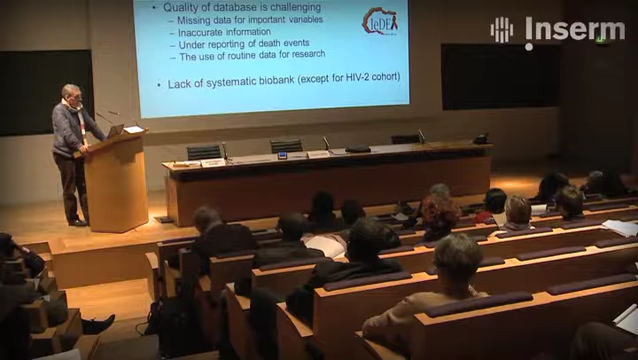 • Quality of database is challenging
– Missing data for important variables
– Inaccurate information
– Under reporting of death events
– The use of routine data for research
• Lack of systematic biobank (except for HIV-2 cohort)
IeDEA
Inserm